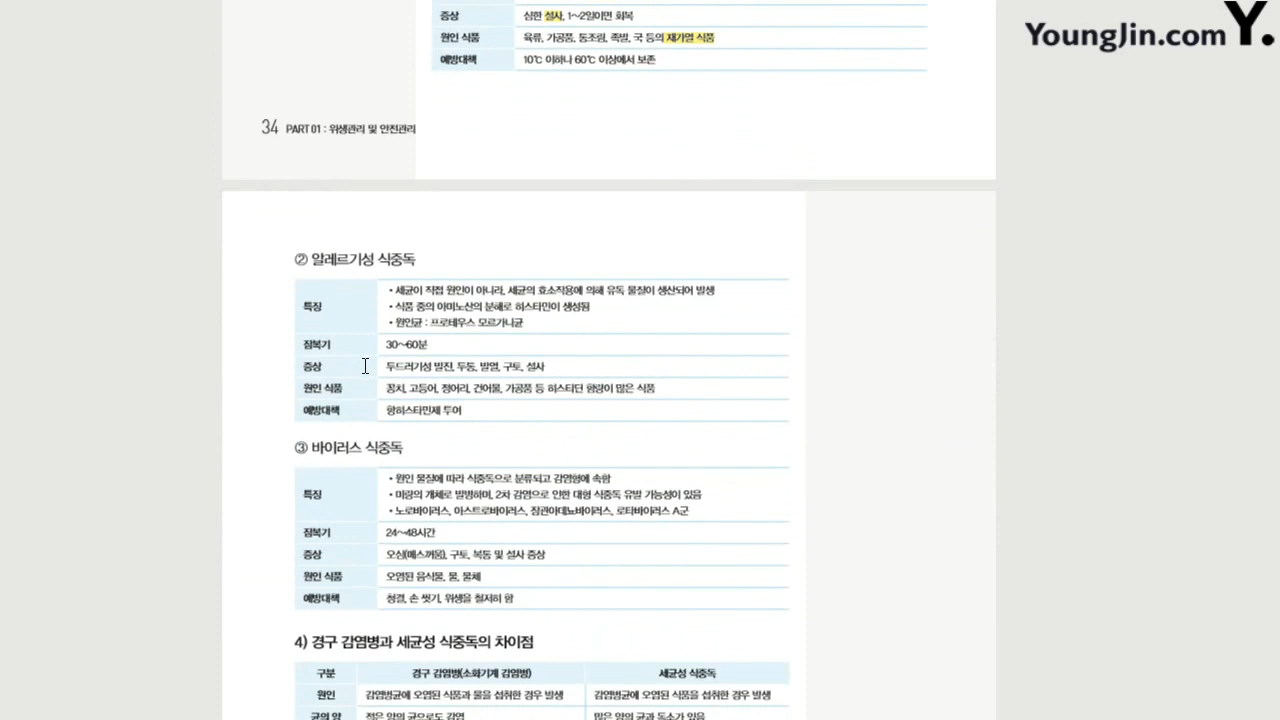 증상 심한 설사, 1~2일이면 회복
YoungJin.com Y.
원인 식품 육류, 가공품, 통조림, 족발, 국 등의 재가열 식품
예방대책 10℃ 이하나 60℃ 이상에서 보존
34 PART 01 : 위생관리 및 안전관리
② 알레르기성 식중독
특징
• 세균이 직접 원인이 아니라, 세균의 효소작용에 의해 유독 물질이 생산되어 발생
• 식품 중의 아미노산의 분해로 히스타민이 생성됨
• 원인균 : 프로테우스 모르가니균
잠복기 30~60분
증상 두드러기성 발진, 두통, 발열, 구토, 설사
원인 식품 꽁치, 고등어, 정어리, 건어물, 가공품 등 히스티딘 함량이 많은 식품
예방대책 항히스타민제 투여
③ 바이러스 식중독
특징
• 원인 물질에 따라 식중독으로 분류되고 감염형에 속함
• 미량의 개체로 발병하며, 2차 감염으로 인한 대형 식중독 유발 가능성이 있음
• 노로바이러스, 아스트로바이러스, 장관아데노바이러스, 로타바이러스 A군
잠복기 24~48시간
증상 오심(메스꺼움), 구토, 복통 및 설사 증상
원인 식품 오염된 음식물, 물, 물체
예방대책 청결, 손 씻기, 위생을 철저히 함
4) 경구 감염병과 세균성 식중독의 차이점
구분 경구 감염병(소화기계 감염병) 세균성 식중독
원인 감염병균에 오염된 식품과 물을 섭취한 경우 발생 감염병균에 오염된 식품을 섭취한 경우 발생
균의 양 적은 양의 균으로도 감염 많은 양의 균과 독소가 있음